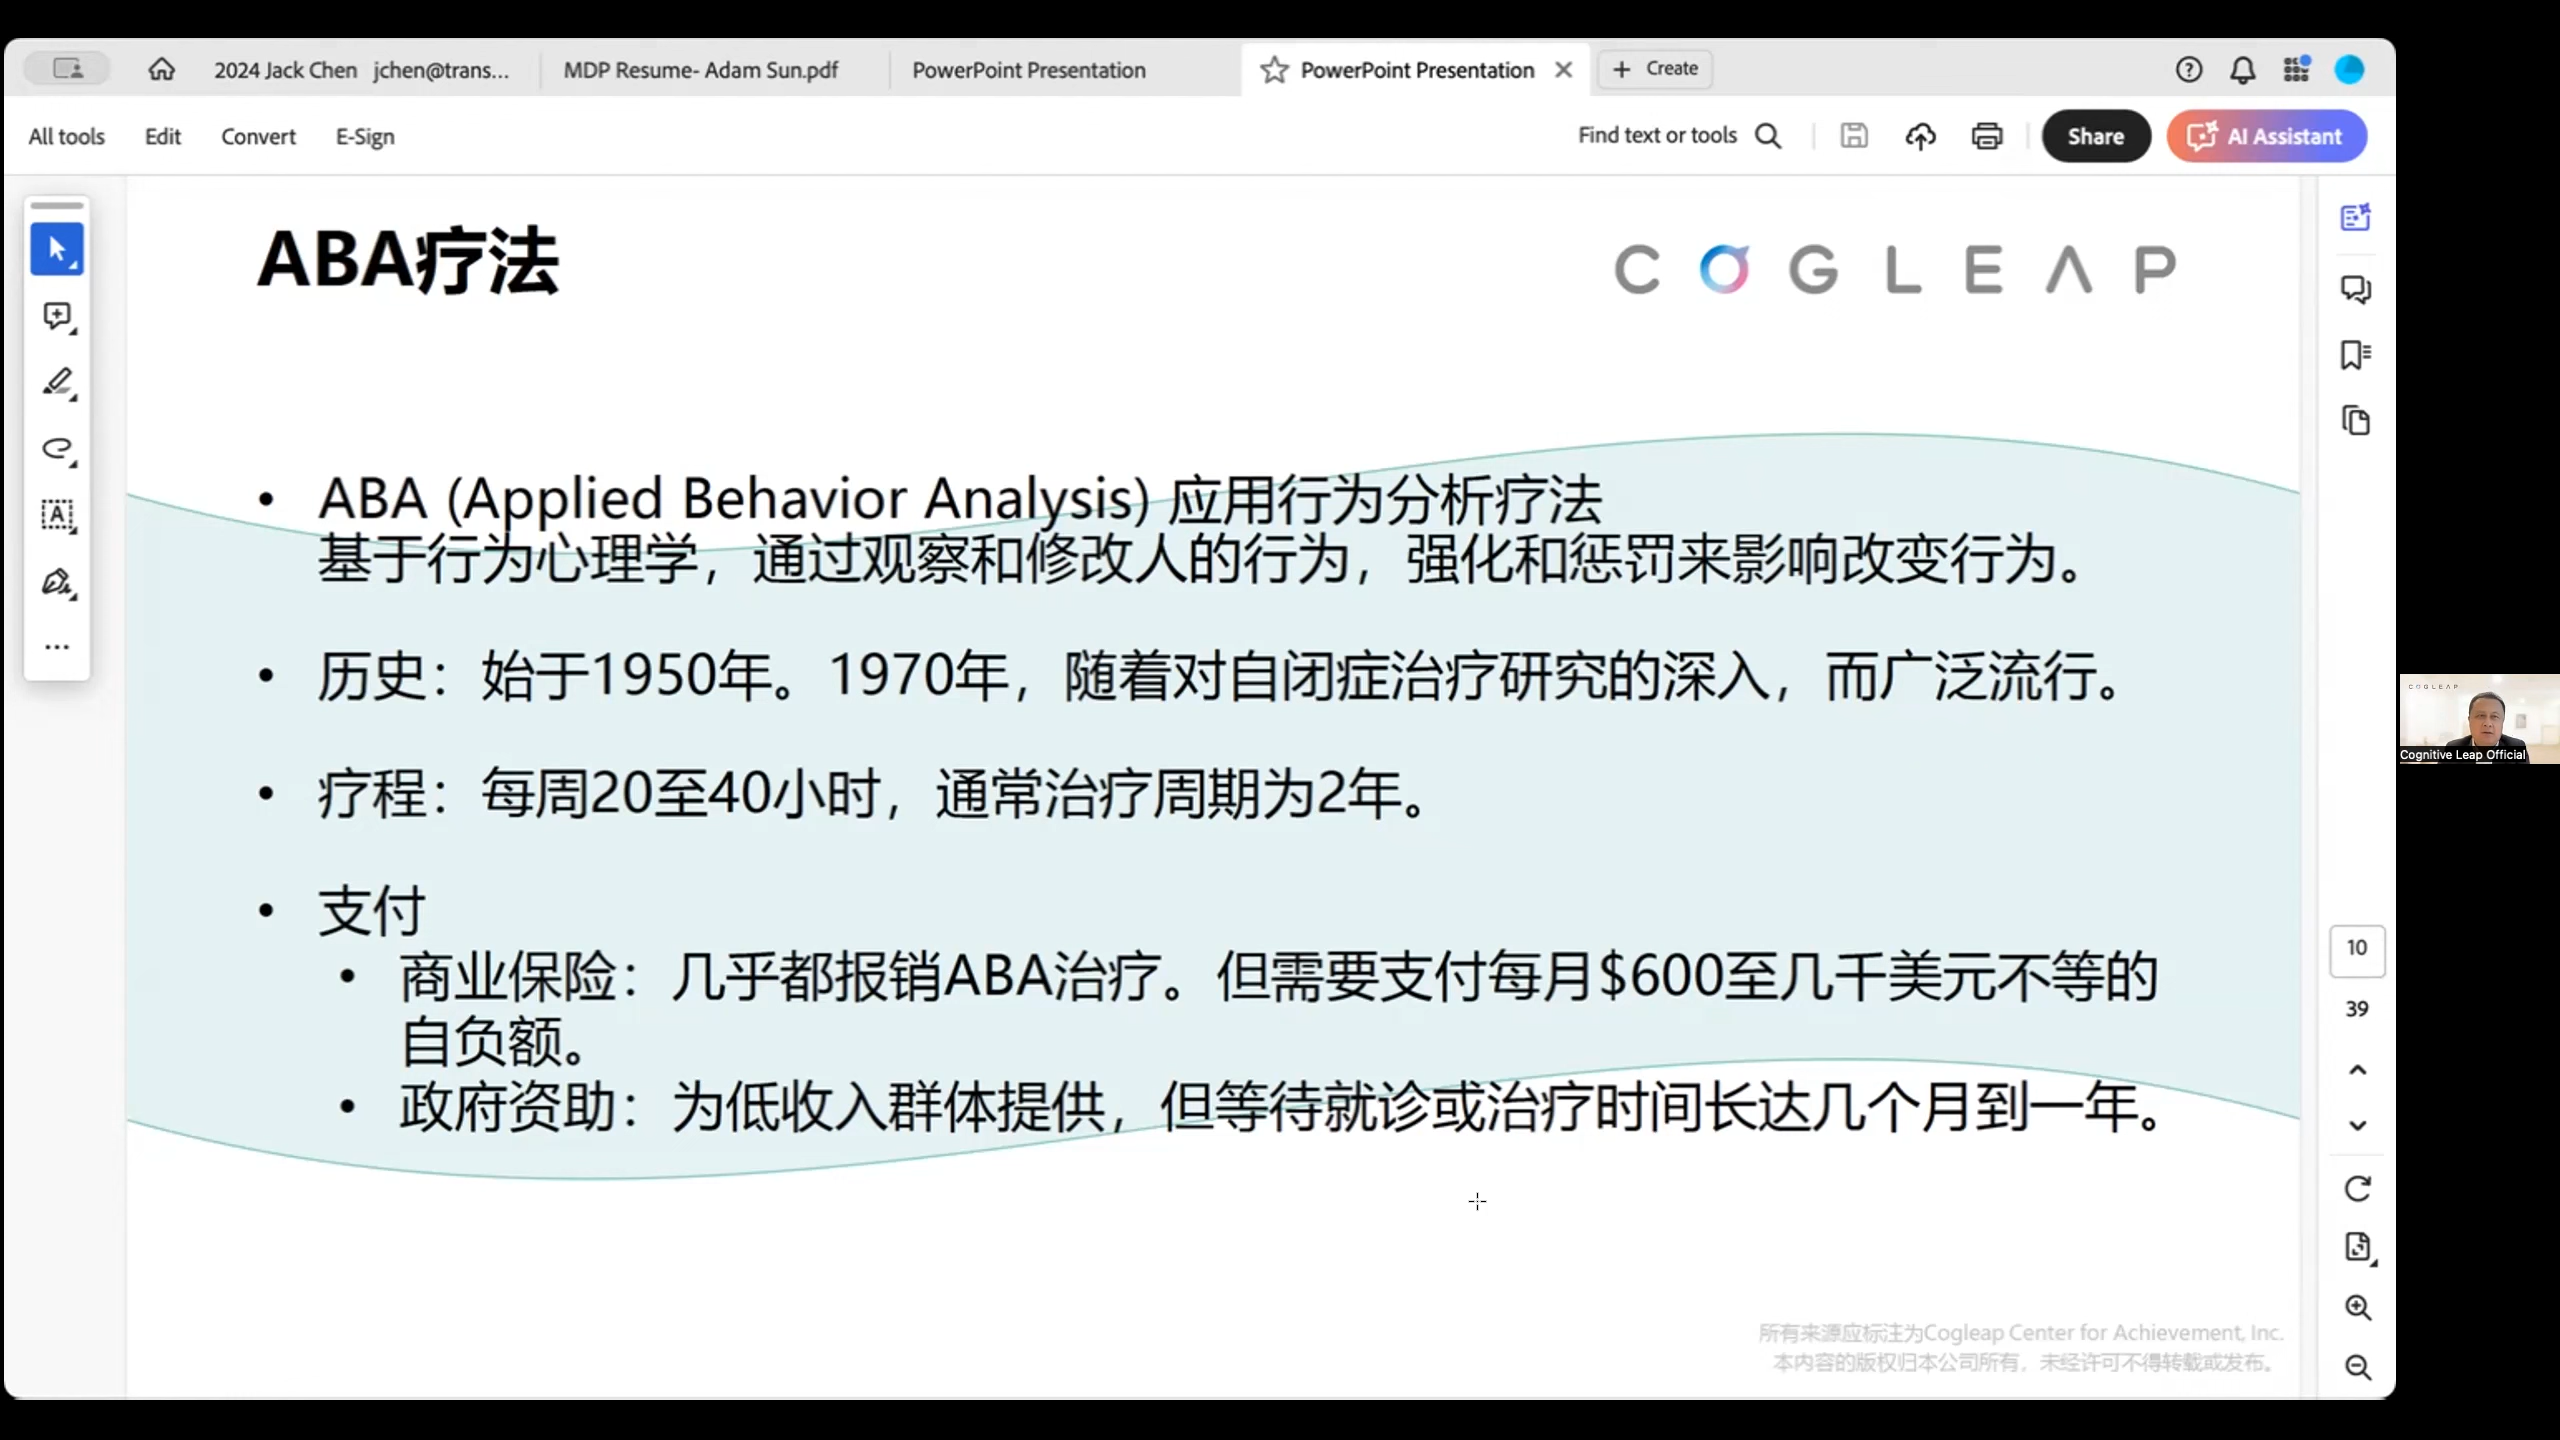 2024 Jack Chen jchen@trans...
MDP Resume- Adam Sun.pdf
PowerPoint Presentation
PowerPoint Presentation
Create
All tools
Edit
Convert
E-Sign
Find text or tools
Share
AI Assistant
ABA疗法
COGLEAP
• ABA (Applied Behavior Analysis) 应用行为分析疗法
基于行为心理学，通过观察和修改人的行为，强化和惩罚来影响改变行为。
• 历史：始于1950年。1970年，随着对自闭症治疗研究的深入，而广泛流行。
• 疗程：每周20至40小时，通常治疗周期为2年。
• 支付
• 商业保险：几乎都报销ABA治疗。但需要支付每月$600至几千美元不等的
自负额。
• 政府资助：为低收入群体提供，但等待就诊或治疗时间长达几个月到一年。
所有来源应标注为Cogleap Center for Achievement, Inc.
本内容的版权归本公司所有，未经许可不得转载或发布。
10
39
COGLEAP
Cognitive Leap Official